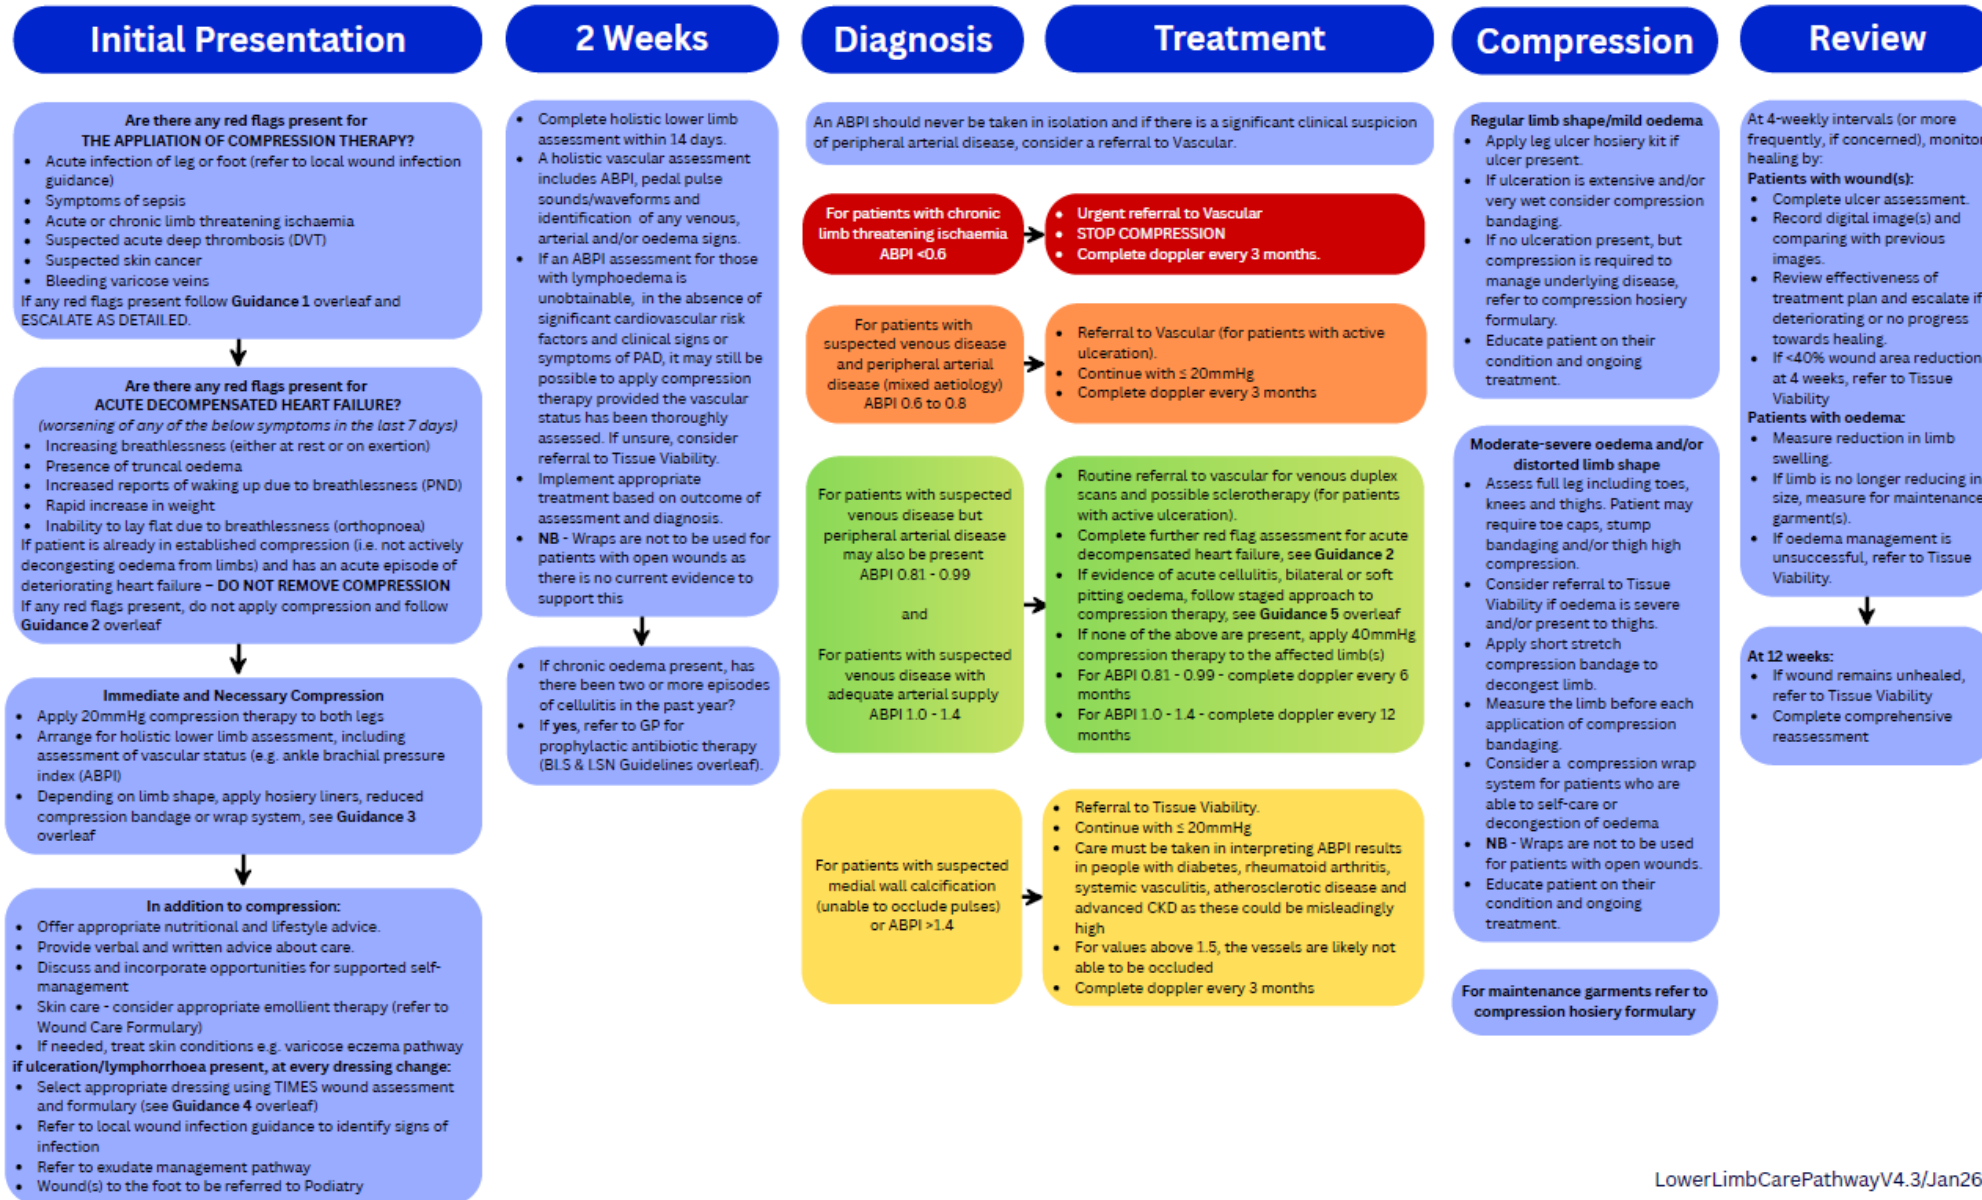 Initial Presentation
Are there any red flags present for
THE APPLIATION OF COMPRESSION THERAPY?
• Acute infection of leg or foot (refer to local wound infection
guidance)
• Symptoms of sepsis
• Acute or chronic limb threatening ischaemia
• Suspected acute deep thrombosis (DVT)
• Suspected skin cancer
• Bleeding varicose veins
If any red flags present follow Guidance 1 overleaf and
ESCALATE AS DETAILED.
Are there any red flags present for
ACUTE DECOMPENSATED HEART FAILURE?
(worsening of any of the below symptoms in the last 7 days)
• Increasing breathlessness (either at rest or on exertion)
• Presence of truncal oedema
• Increased reports of waking up due to breathlessness (PND)
• Rapid increase in weight
• Inability to lay flat due to breathlessness (orthopnoea)
If patient is already in established compression (i.e. not actively
decongesting oedema from limbs) and has an acute episode of
deteriorating heart failure – DO NOT REMOVE COMPRESSION
If any red flags present, do not apply compression and follow
Guidance 2 overleaf
Immediate and Necessary Compression
• Apply 20mmHg compression therapy to both legs
• Arrange for holistic lower limb assessment, including
assessment of vascular status (e.g. ankle brachial pressure
index (ABPI)
• Depending on limb shape, apply hosiery liners, reduced
compression bandage or wrap system, see Guidance 3
overleaf
In addition to compression:
• Offer appropriate nutritional and lifestyle advice.
• Provide verbal and written advice about care.
• Discuss and incorporate opportunities for supported self-
management
• Skin care - consider appropriate emollient therapy (refer to
Wound Care Formulary)
• If needed, treat skin conditions e.g. varicose eczema pathway
if ulceration/lymphorrhoea present, at every dressing change:
• Select appropriate dressing using TIMES wound assessment
and formulary (see Guidance 4 overleaf)
• Refer to local wound infection guidance to identify signs of
infection
• Refer to exudate management pathway
• Wound(s) to the foot to be referred to Podiatry
2 Weeks
• Complete holistic lower limb
assessment within 14 days.
• A holistic vascular assessment
includes ABPI, pedal pulse
sounds/waveforms and
identification of any venous,
arterial and/or oedema signs.
• If an ABPI assessment for those
with lymphoedema is
unobtainable, in the absence of
significant cardiovascular risk
factors and clinical signs or
symptoms of PAD, it may still be
possible to apply compression
therapy provided the vascular
status has been thoroughly
assessed. If unsure, consider
referral to Tissue Viability.
• Implement appropriate
treatment based on outcome of
assessment and diagnosis.
• NB - Wraps are not to be used for
patients with open wounds as
there is no current evidence to
support this
• If chronic oedema present, has
there been two or more episodes
of cellulitis in the past year?
• If yes, refer to GP for
prophylactic antibiotic therapy
(BLS & LSN Guidelines overleaf).
Diagnosis
Treatment
An ABPI should never be taken in isolation and if there is a significant clinical suspicion
of peripheral arterial disease, consider a referral to Vascular.
For patients with chronic
limb threatening ischaemia
ABPI <0.6
• Urgent referral to Vascular
• STOP COMPRESSION
• Complete doppler every 3 months.
For patients with
suspected venous disease
and peripheral arterial
disease (mixed aetiology)
ABPI 0.6 to 0.8
• Referral to Vascular (for patients with active
ulceration).
• Continue with ≤ 20mmHg
• Complete doppler every 3 months
For patients with suspected
venous disease but
peripheral arterial disease
may also be present
ABPI 0.81 - 0.99
and
For patients with suspected
venous disease with
adequate arterial supply
ABPI 1.0 - 1.4
• Routine referral to vascular for venous duplex
scans and possible sclerotherapy (for patients
with active ulceration).
• Complete further red flag assessment for acute
decompensated heart failure, see Guidance 2
• If evidence of acute cellulitis, bilateral or soft
pitting oedema, follow staged approach to
compression therapy, see Guidance 5 overleaf
• If none of the above are present, apply 40mmHg
compression therapy to the affected limb(s)
• For ABPI 0.81 - 0.99 - complete doppler every 6
months
• For ABPI 1.0 - 1.4 - complete doppler every 12
months
For patients with suspected
medial wall calcification
(unable to occlude pulses)
or ABPI >1.4
• Referral to Tissue Viability.
• Continue with ≤ 20mmHg
• Care must be taken in interpreting ABPI results
in people with diabetes, rheumatoid arthritis,
systemic vasculitis, atherosclerotic disease and
advanced CKD as these could be misleadingly
high
• For values above 1.5, the vessels are likely not
able to be occluded
• Complete doppler every 3 months
Compression
Regular limb shape/mild oedema
• Apply leg ulcer hosiery kit if
ulcer present.
• If ulceration is extensive and/or
very wet consider compression
bandaging.
• If no ulceration present, but
compression is required to
manage underlying disease,
refer to compression hosiery
formulary.
• Educate patient on their
condition and ongoing
treatment.
Moderate-severe oedema and/or
distorted limb shape
• Assess full leg including toes,
knees and thighs. Patient may
require toe caps, stump
bandaging and/or thigh high
compression.
• Consider referral to Tissue
Viability if oedema is severe
and/or present to thighs.
• Apply short stretch
compression bandage to
decongest limb.
• Measure the limb before each
application of compression
bandaging.
• Consider a compression wrap
system for patients who are
able to self-care or
decongestion of oedema
• NB - Wraps are not to be used
for patients with open wounds.
• Educate patient on their
condition and ongoing
treatment.
For maintenance garments refer to
compression hosiery formulary
Review
At 4-weekly intervals (or more
frequently, if concerned), monitor
healing by:
Patients with wound(s):
• Complete ulcer assessment.
• Record digital image(s) and
comparing with previous
images.
• Review effectiveness of
treatment plan and escalate if
deteriorating or no progress
towards healing.
• If <40% wound area reduction
at 4 weeks, refer to Tissue
Viability
Patients with oedema:
• Measure reduction in limb
swelling.
• If limb is no longer reducing in
size, measure for maintenance
garment(s).
• If oedema management is
unsuccessful, refer to Tissue
Viability.
At 12 weeks:
• If wound remains unhealed,
refer to Tissue Viability
• Complete comprehensive
reassessment
LowerLimbCarePathwayV4.3/Jan26